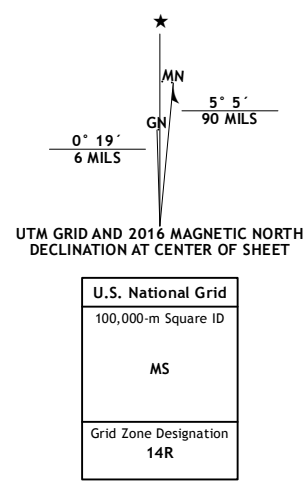 ★
MN
5° 5´
90 MILS
GN
0° 19´
6 MILS
UTM GRID AND 2016 MAGNETIC NORTH
DECLINATION AT CENTER OF SHEET
U.S. National Grid
100,000-m Square ID
MS
Grid Zone Designation
14R